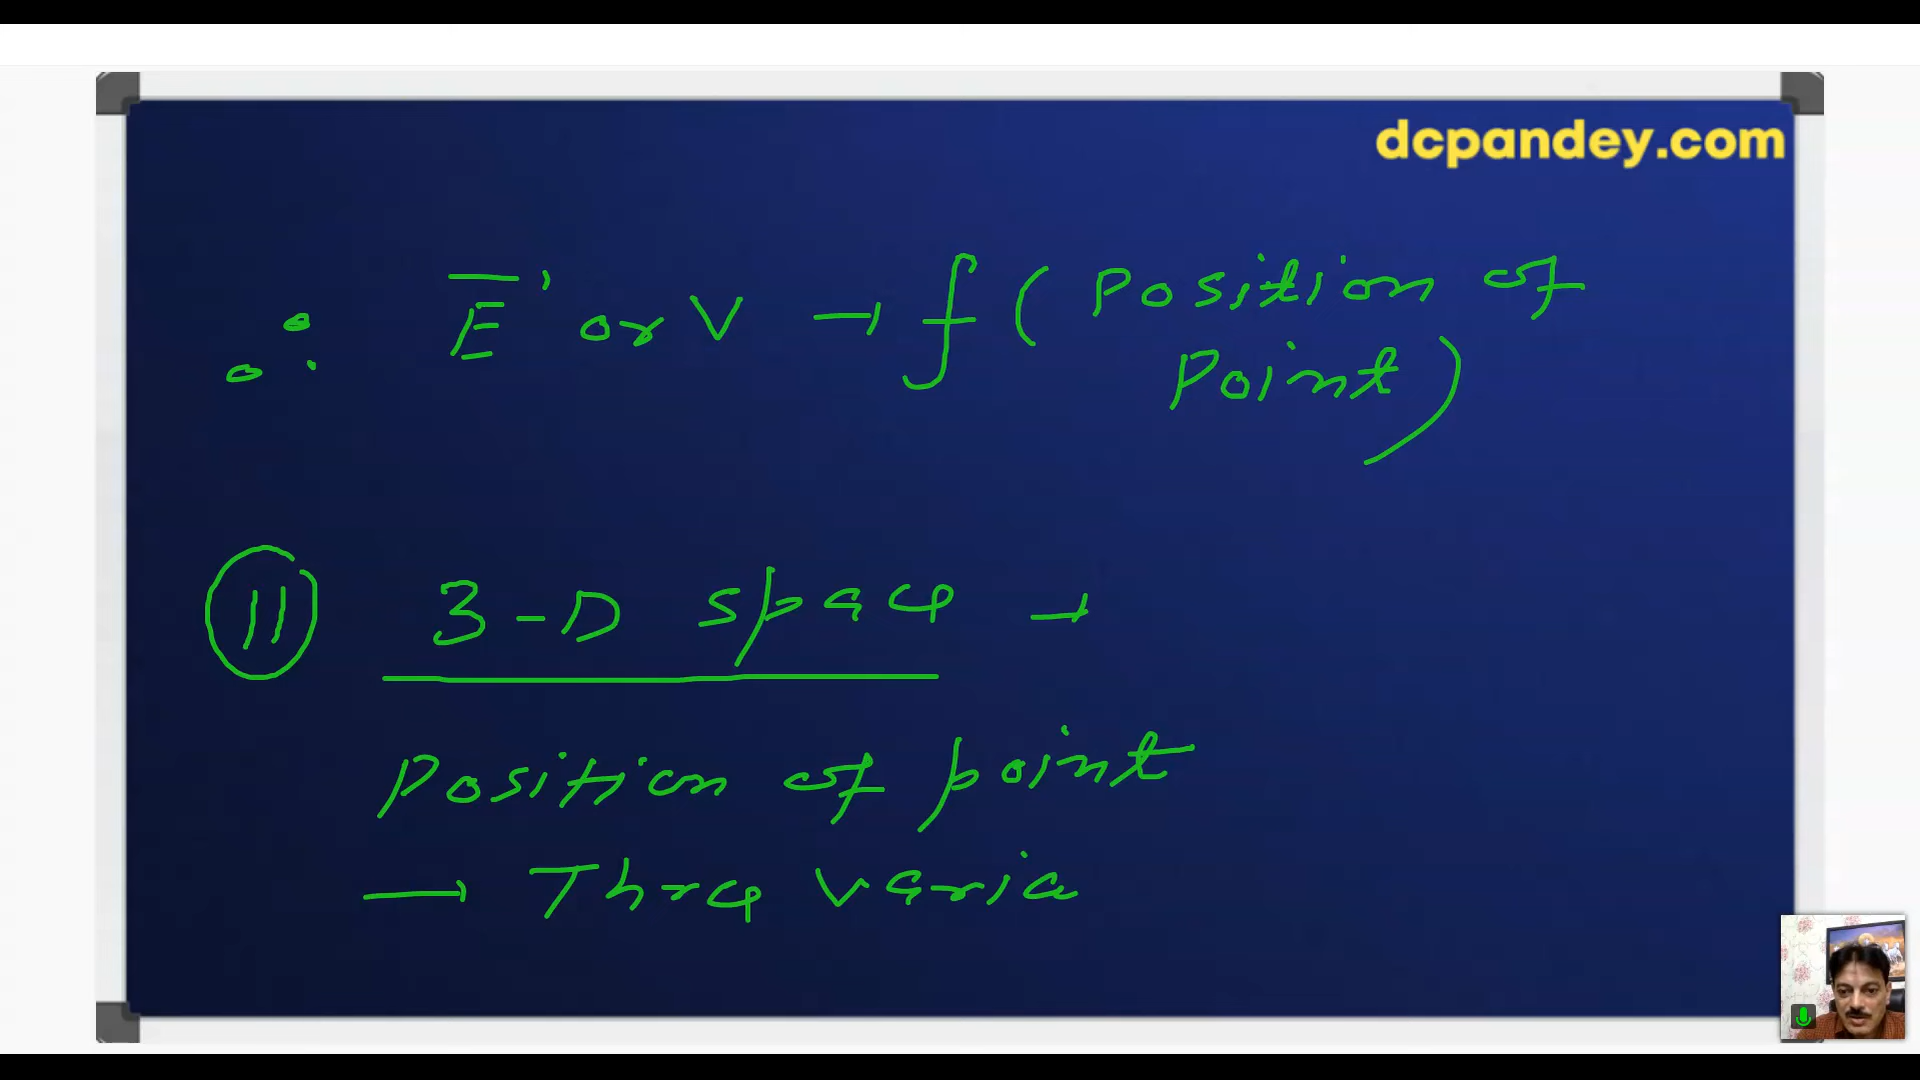 dcpandey.com
∴ E⃗ or V → f ( Position of
Point )
11 3-D space →
Position of point
→ Three varia